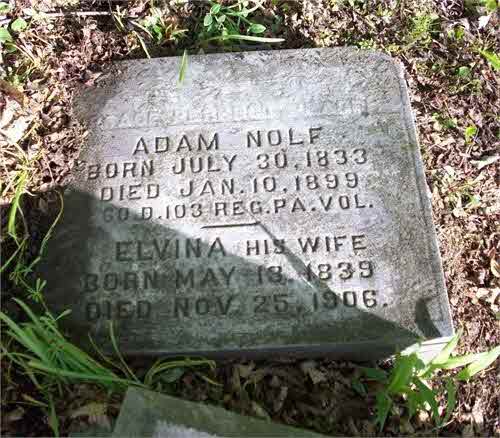 ADAM NOLF
BORN JULY 30, 1833
DIED JAN. 10. 1899
CO. D. 103 REG. PA. VOL.
ELVINA HIS WIFE
BORN MAY 13, 1839
DIED NOV. 25, 1906.